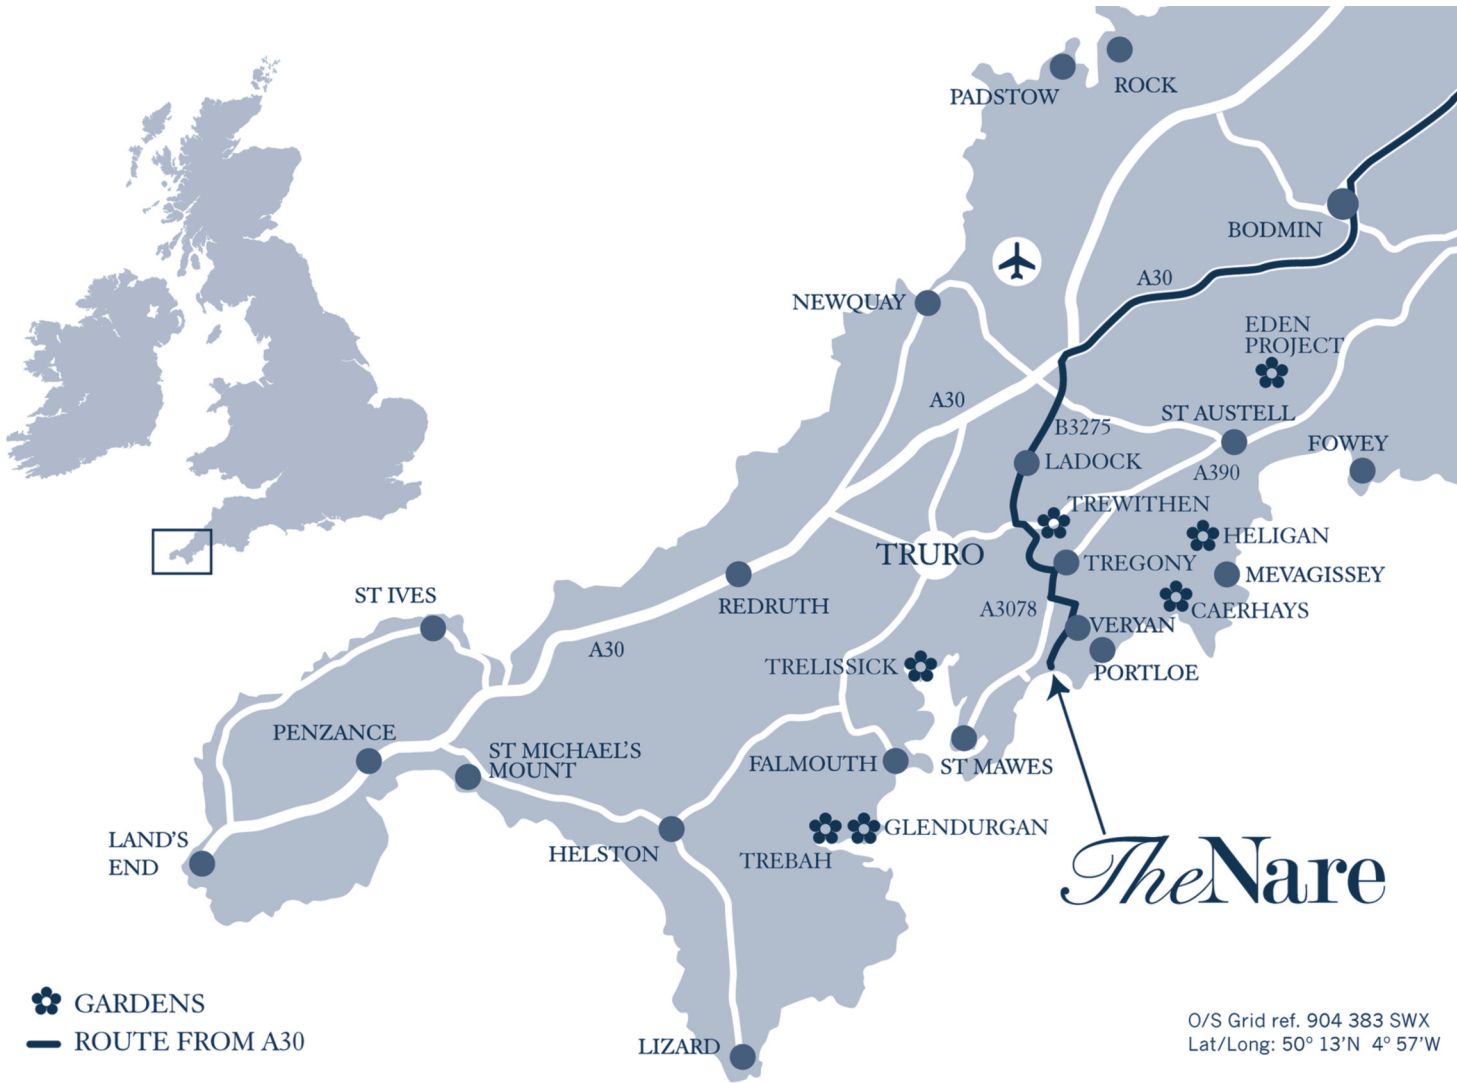 PADSTOW
ROCK
BODMIN
A30
NEWQUAY
EDEN
PROJECT
A30
ST AUSTELL
B3275
FOWEY
LADOCK
A390
TREWITHEN
HELIGAN
TRURO
TREGONY
MEVAGISSEY
ST IVES
REDRUTH
A3078
CAERHAYS
VERYAN
A30
TRELISSICK
PORTLOE
PENZANCE
ST MICHAEL'S
MOUNT
FALMOUTH
ST MAWES
LAND'S
END
HELSTON
GLENDURGAN
TREBAH
The Nare
GARDENS
ROUTE FROM A30
LIZARD
O/S Grid ref. 904 383 SWX
Lat/Long: 50° 13'N 4° 57'W